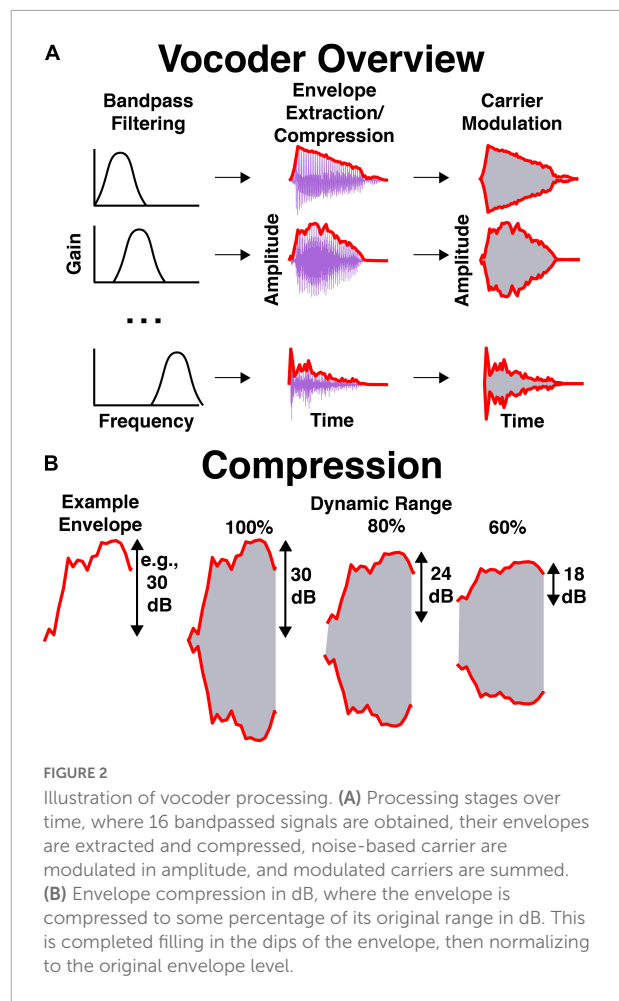 A
Vocoder Overview
Bandpass
Filtering
Envelope
Extraction/
Compression
Carrier
Modulation
Gain
Amplitude
Amplitude
...
Frequency
Time
Time
B
Compression
Example
Envelope
Dynamic Range
100%
80%
60%
e.g.,
30
dB
30
dB
24
dB
18
dB
FIGURE 2
Illustration of vocoder processing. (A) Processing stages over
time, where 16 bandpassed signals are obtained, their envelopes
are extracted and compressed, noise-based carrier are
modulated in amplitude, and modulated carriers are summed.
(B) Envelope compression in dB, where the envelope is
compressed to some percentage of its original range in dB. This
is completed filling in the dips of the envelope, then normalizing
to the original envelope level.